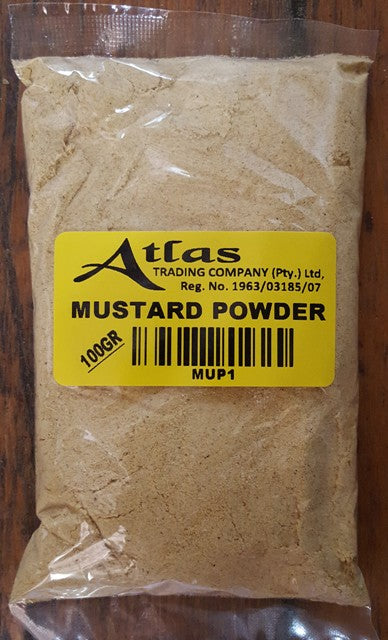 Atlas
TRADING COMPANY (Pty.) Ltd,
Reg. No. 1963/03185/07
MUSTARD POWDER
100GR
MUP1